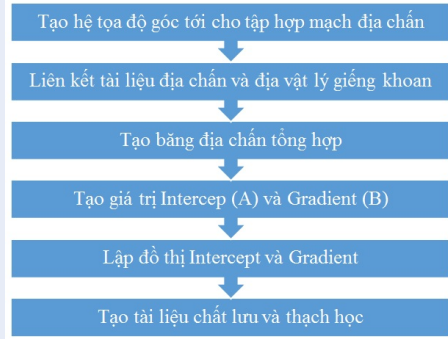 Tạo hệ tọa độ góc tới cho tập hợp mạch địa chấn
Liên kết tài liệu địa chấn và địa vật lý giếng khoan
Tạo băng địa chấn tổng hợp
Tạo giá trị Intercep (A) và Gradient (B)
Lập đồ thị Intercept và Gradient
Tạo tài liệu chất lưu và thạch học